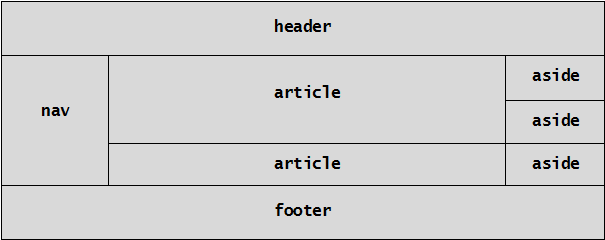 header
nav
article
aside
aside
article
aside
footer